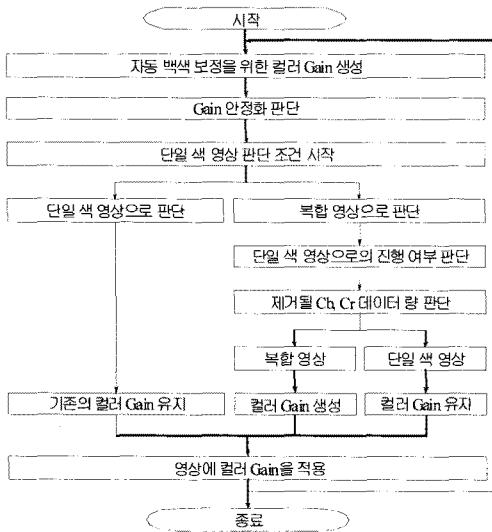 시작
자동 백색 보정을 위한 컬러 Gain 생성
Gain 안정화 판단
단일 색 영상 판단 조건 시작
단일 색 영상으로 판단
복합 영상으로 판단
단일 색 영상으로의 진행 여부 판단
제거될 Cb, Cr 데이터 량 판단
복합 영상
단일 색 영상
기존의 컬러 Gain 유지
컬러 Gain 생성
컬러 Gain 유지
영상에 컬러 Gain을 적용
종료